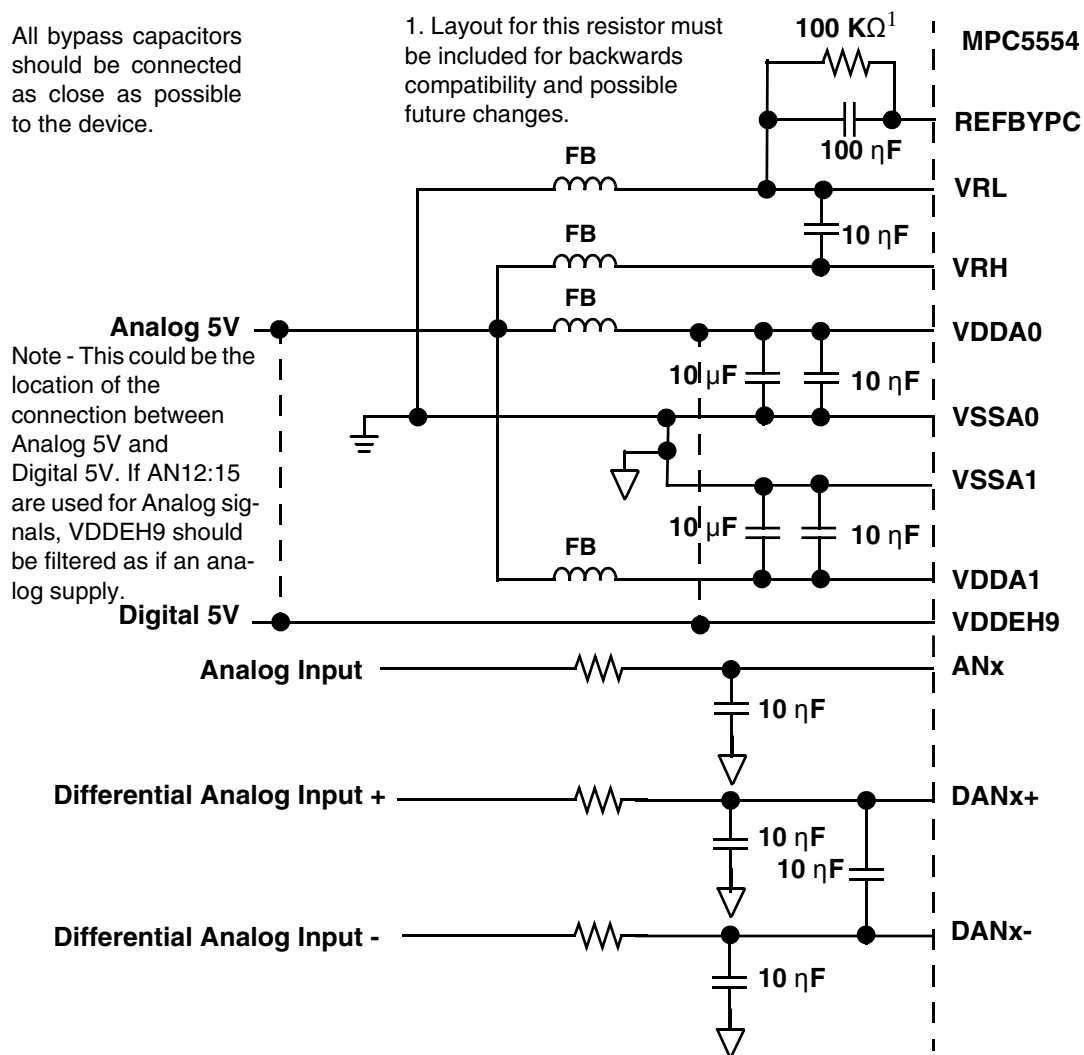 All bypass capacitors
should be connected
as close as possible
to the device.
1. Layout for this resistor must
be included for backwards
compatibility and possible
future changes.
100 KΩ¹
MPC5554
REFBYPC
100 ηF
FB
VRL
10 ηF
FB
VRH
FB
Analog 5V
VDDA0
Note - This could be the
location of the
connection between
Analog 5V and
Digital 5V. If AN12:15
are used for Analog sig-
nals, VDDEH9 should
be filtered as if an ana-
log supply.
10 µF
10 ηF
VSSA0
VSSA1
10 µF
10 ηF
FB
VDDA1
Digital 5V
VDDEH9
Analog Input
ANx
10 ηF
Differential Analog Input +
DANx+
10 ηF
10 ηF
Differential Analog Input -
DANx-
10 ηF